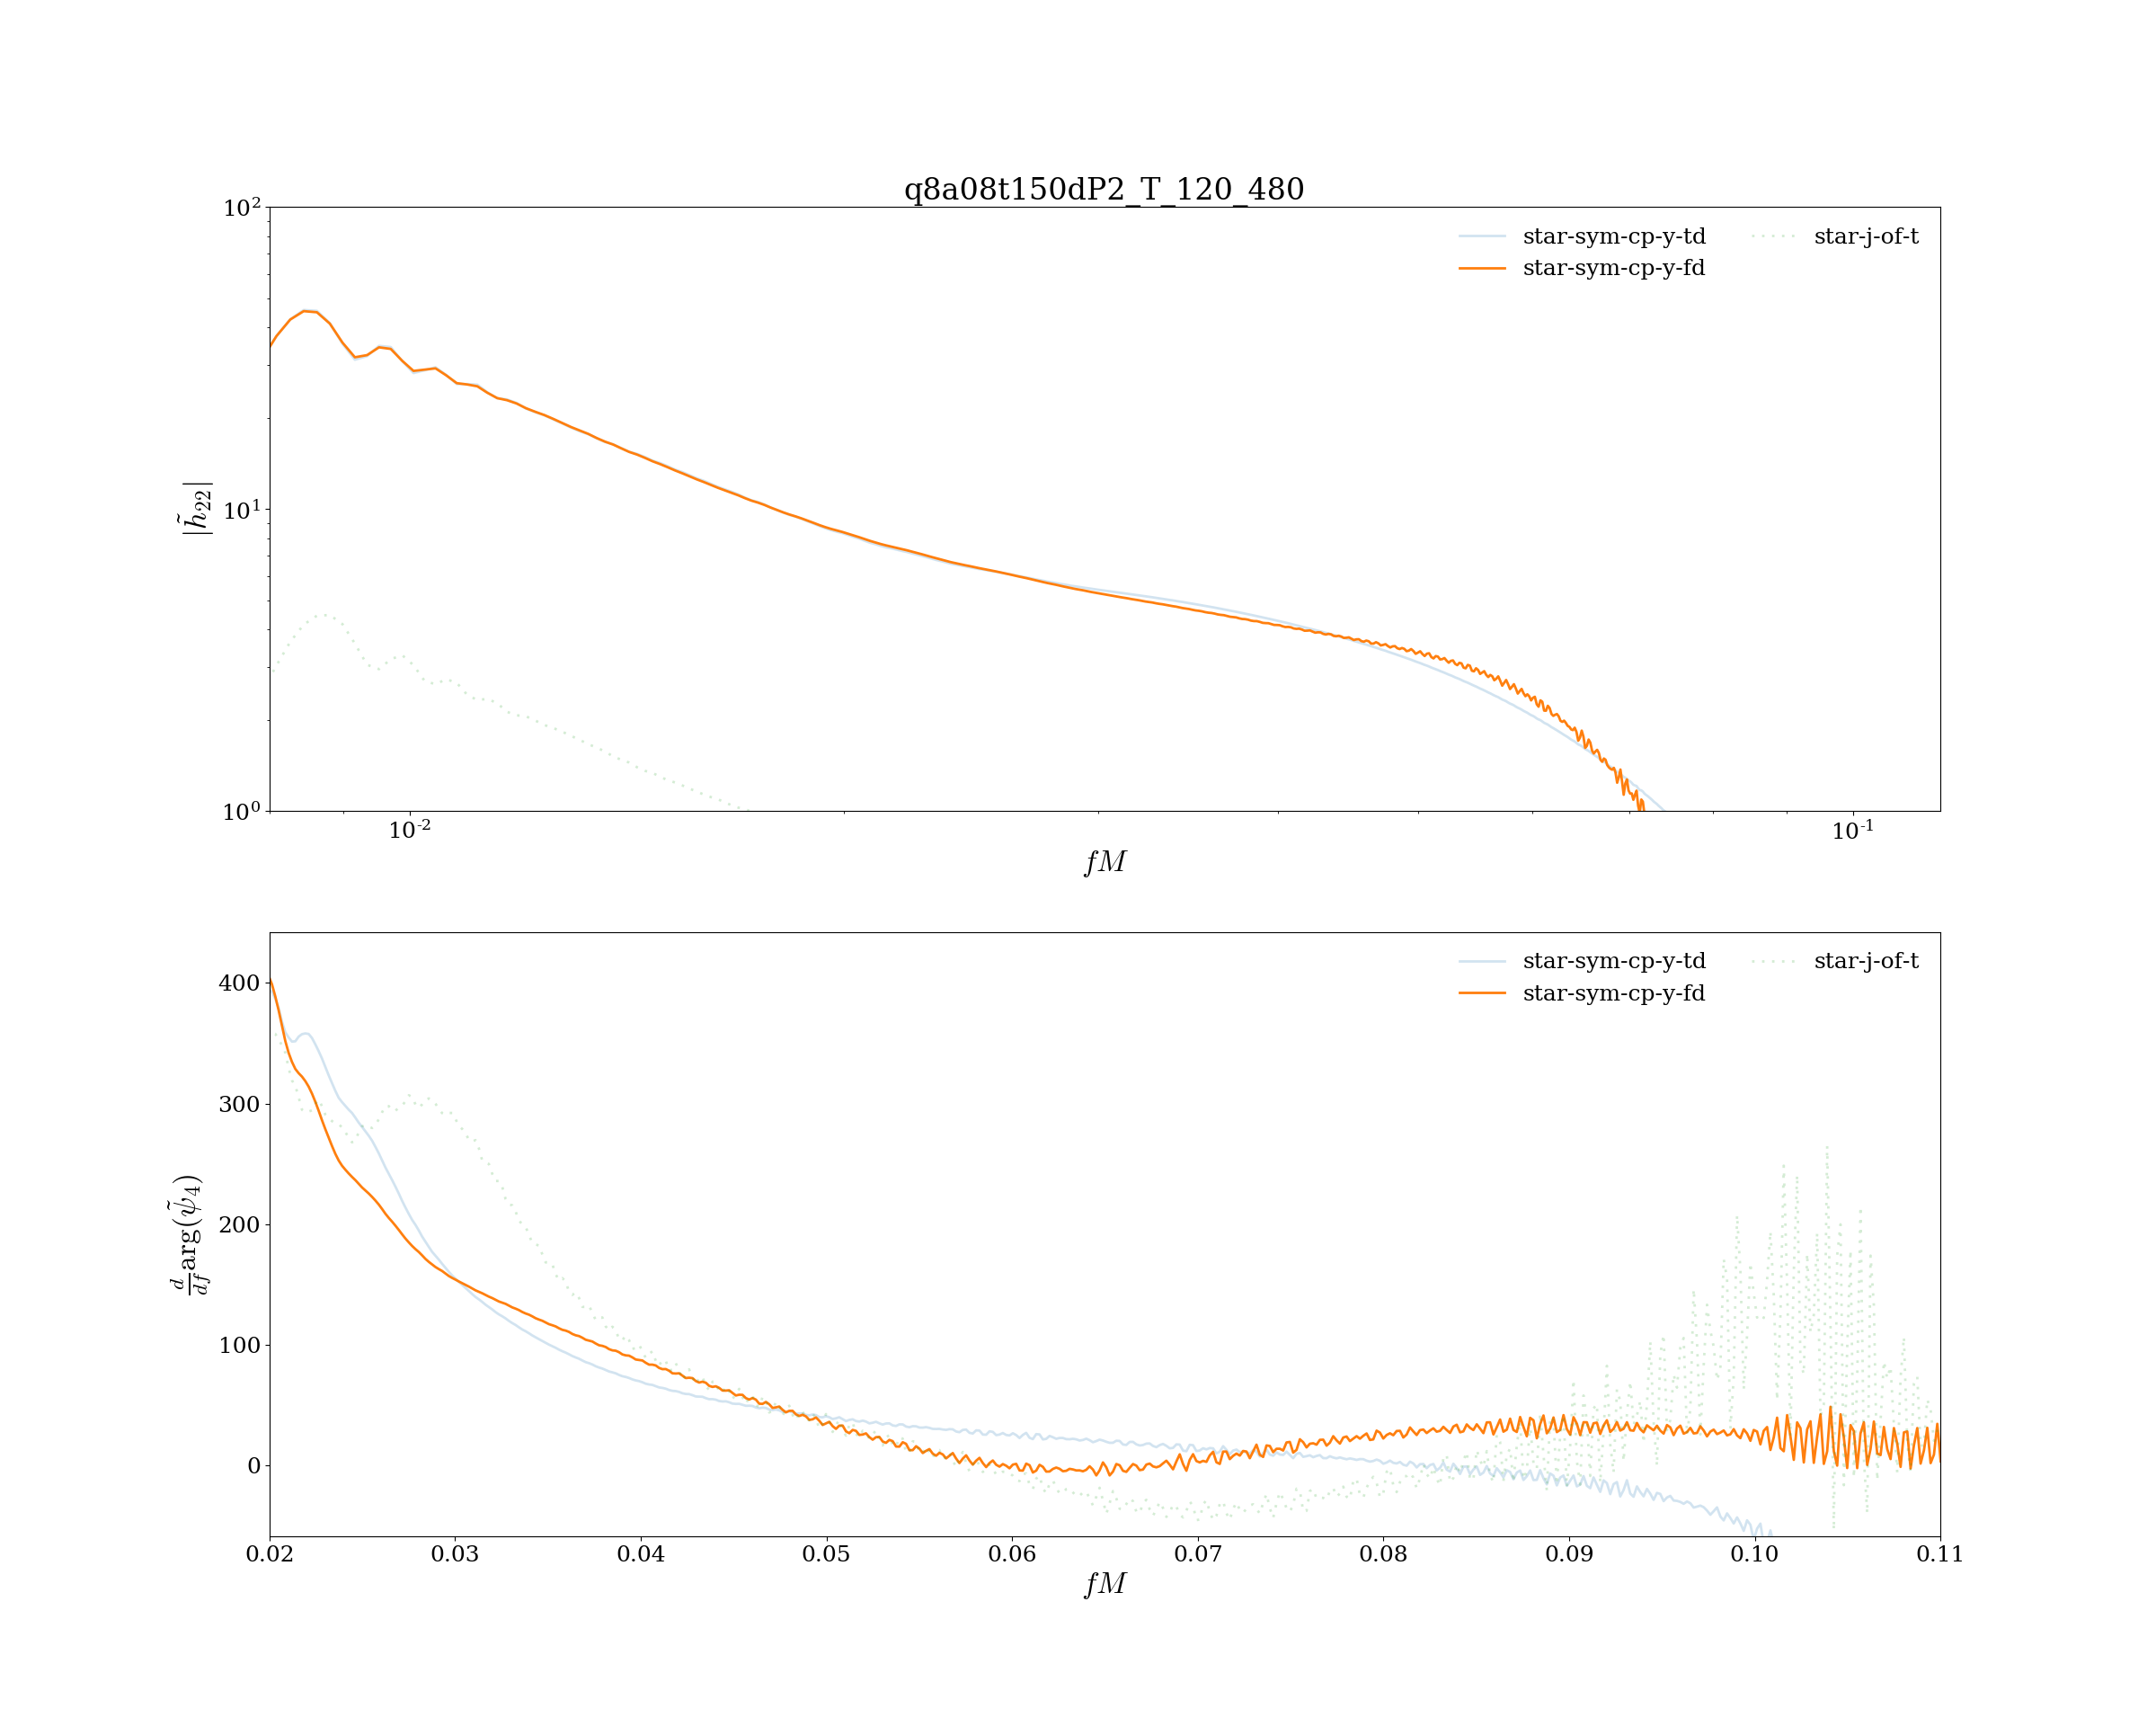 q8a08t150dP2_T_120_480
10²
10¹
10⁰
|h̃₂₂|
star-sym-cp-y-td
star-sym-cp-y-fd
star-j-of-t
10⁻²
10⁻¹
fM
400
300
200
100
0
d/df arg(ψ̃₄)
star-sym-cp-y-td
star-sym-cp-y-fd
star-j-of-t
0.02 0.03 0.04 0.05 0.06 0.07 0.08 0.09 0.10 0.11
fM